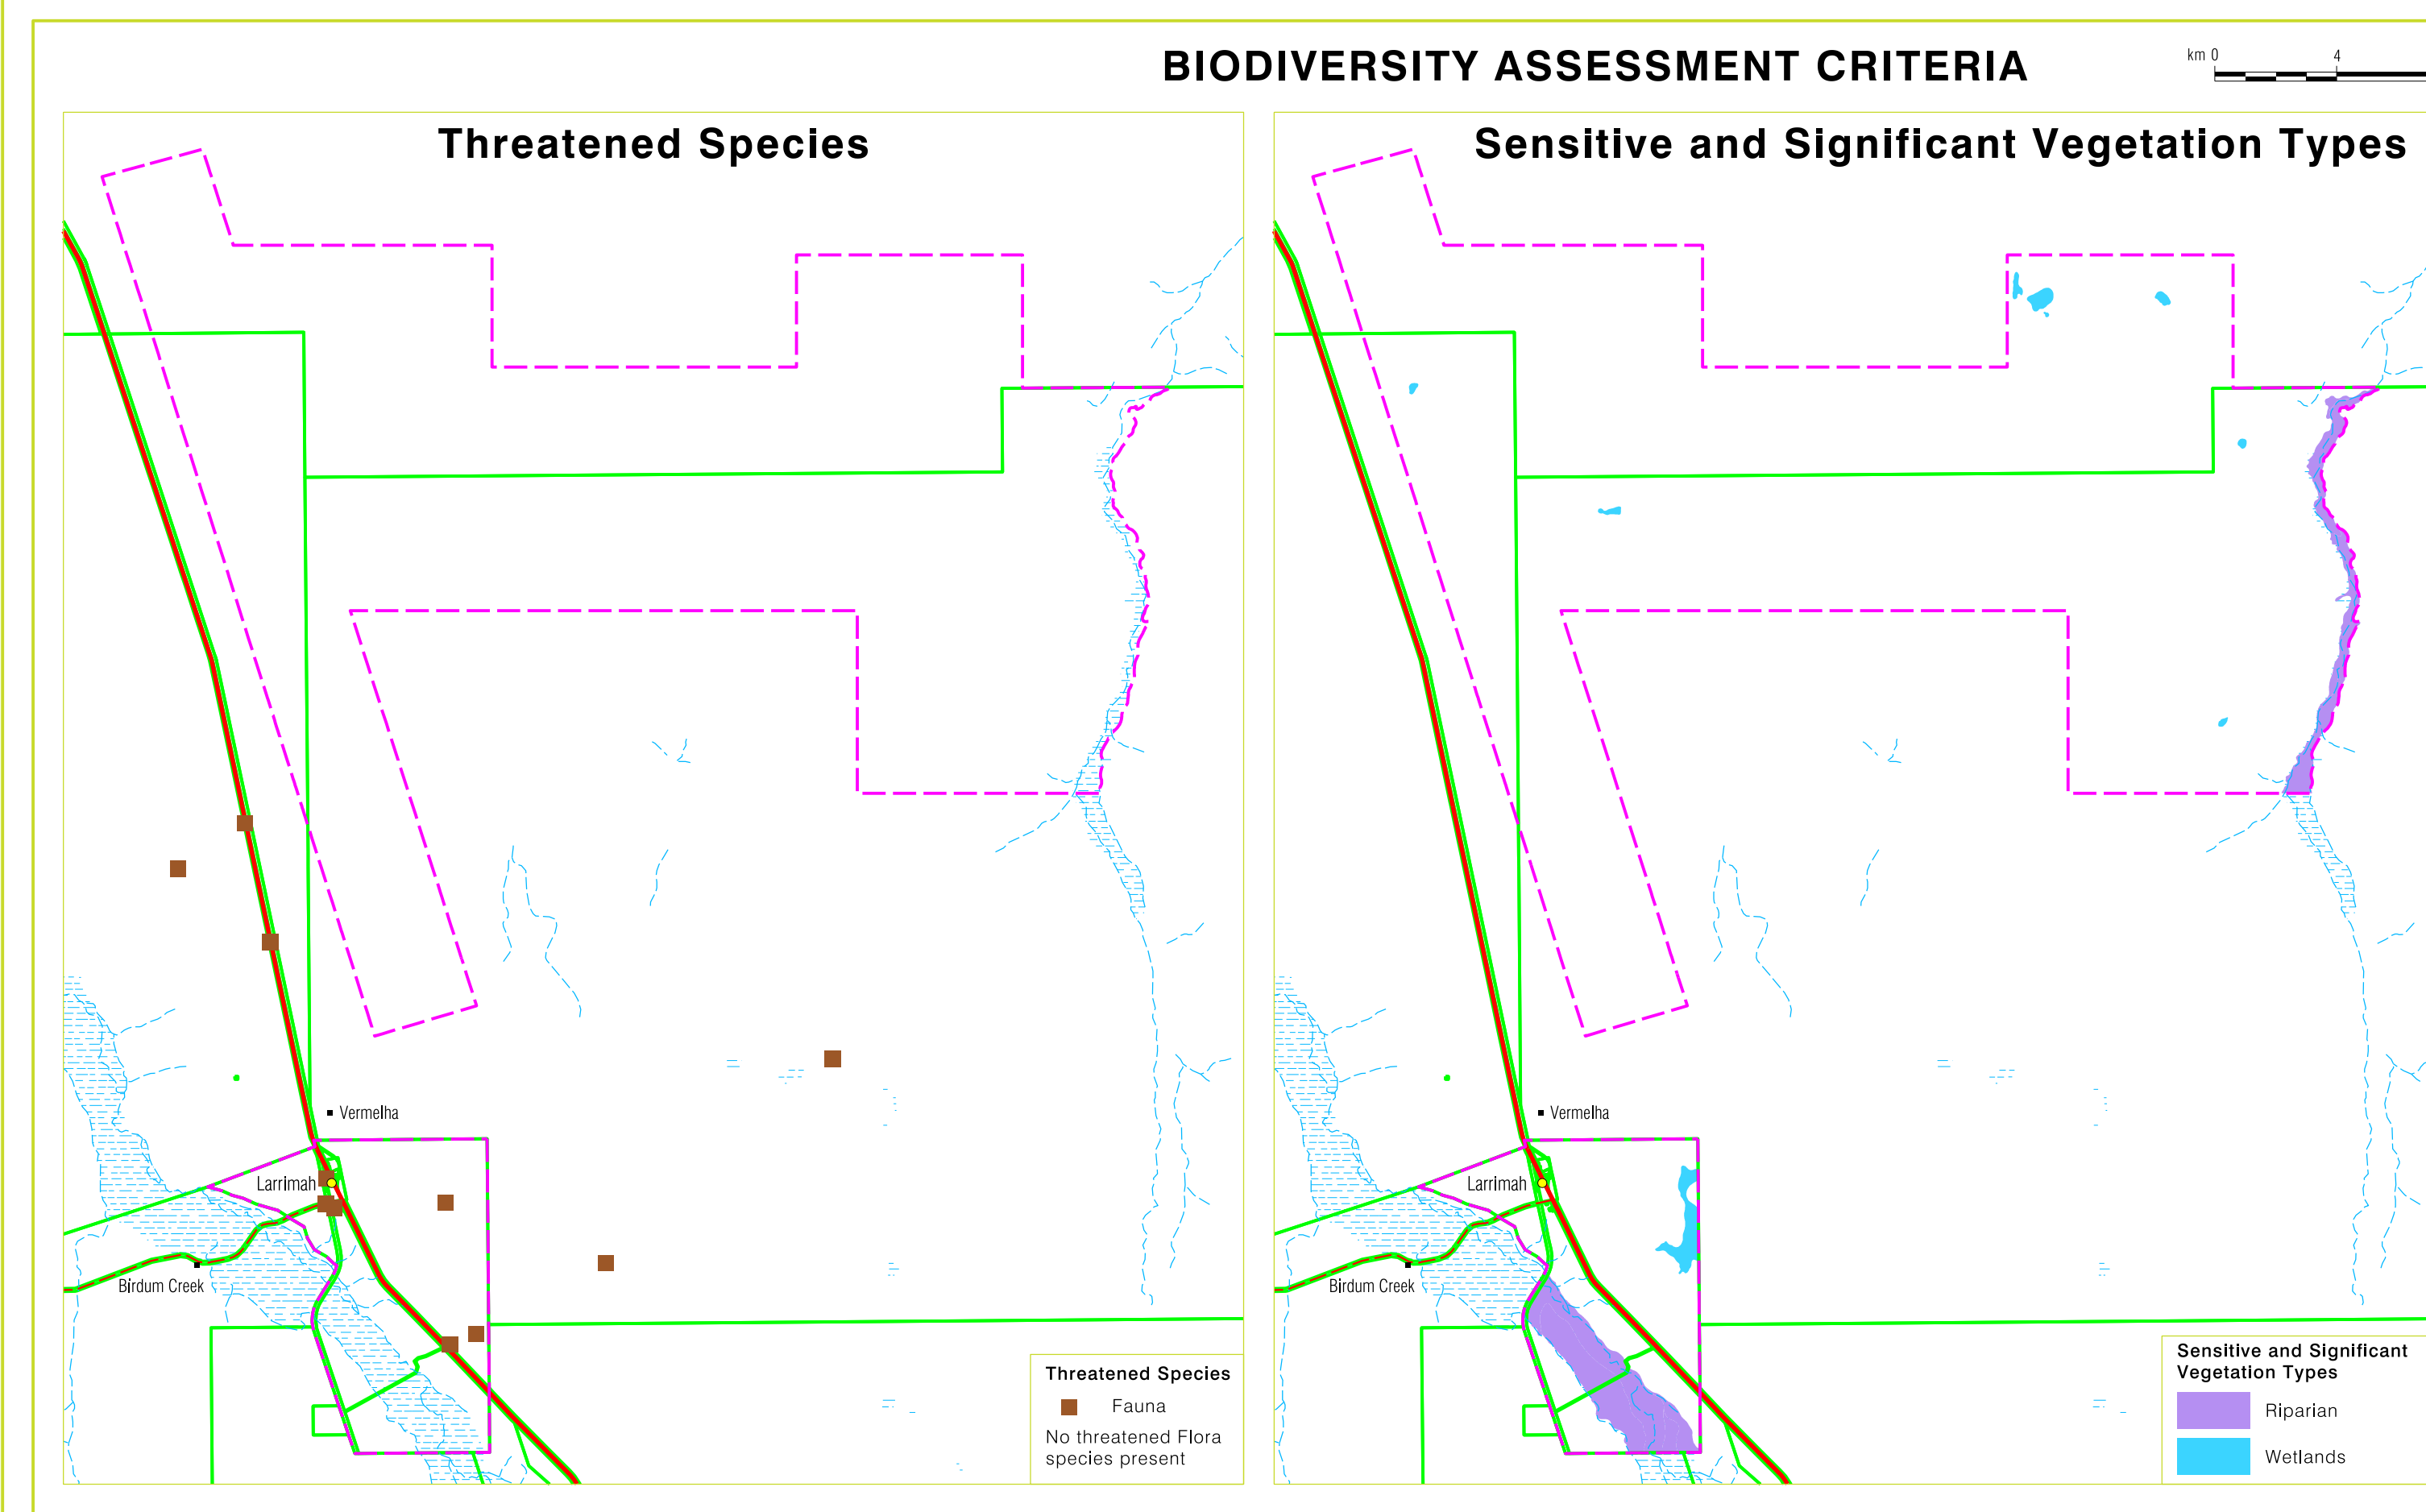 BIODIVERSITY ASSESSMENT CRITERIA
km 0 4
Threatened Species
Vermelha
Larrimah
Birdum Creek
Threatened Species
Fauna
No threatened Flora
species present
Sensitive and Significant Vegetation Types
Vermelha
Larrimah
Birdum Creek
Sensitive and Significant
Vegetation Types
Riparian
Wetlands